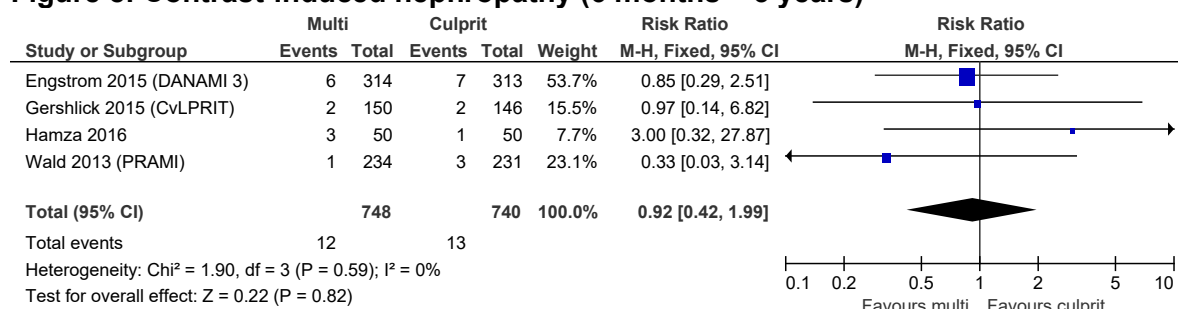 Multi Culprit Risk Ratio Risk Ratio
Study or Subgroup Events Total Events Total Weight M-H, Fixed, 95% CI M-H, Fixed, 95% CI
Engstrom 2015 (DANAMI 3) 6 314 7 313 53.7% 0.85 [0.29, 2.51]
Gershlick 2015 (CvLPRIT) 2 150 2 146 15.5% 0.97 [0.14, 6.82]
Hamza 2016 3 50 1 50 7.7% 3.00 [0.32, 27.87]
Wald 2013 (PRAMI) 1 234 3 231 23.1% 0.33 [0.03, 3.14]
Total (95% CI) 748 740 100.0% 0.92 [0.42, 1.99]
Total events 12 13
Heterogeneity: Chi² = 1.90, df = 3 (P = 0.59); I² = 0%
Test for overall effect: Z = 0.22 (P = 0.82)
0.1 0.2 0.5 1 2 5 10
Favours multi Favours culprit